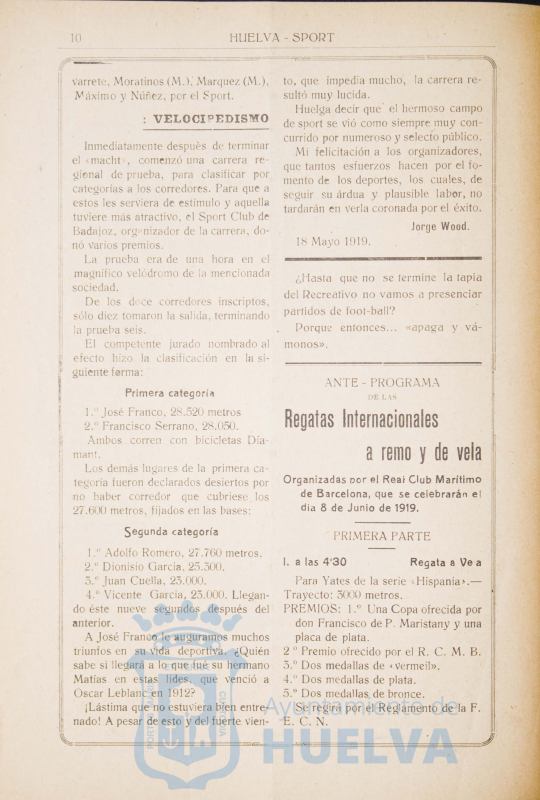 10
HUELVA - SPORT
varrete, Moratinos (M.), Marquez (M.),
Máximo y Núñez, por el Sport.
: VELOCIPEDISMO
Inmediatamente después de terminar
el «macht», comenzó una carrera re-
gional de prueba, para clasificar por
categorías a los corredores. Para que a
estos les serviera de estímulo y aquella
tuviere más atractivo, el Sport Club de
Badajoz, organizador de la carrera, do-
nó varios premios.
La prueba era de una hora en el
magnífico velódromo de la mencionada
sociedad.
De los doce corredores inscriptos,
sólo diez tomaron la salida, terminando
la prueba seis.
El competente jurado nombrado al
efecto hizo la clasificación en la si-
guiente forma:
Primera categoría
1.º José Franco, 28.520 metros
2.º Francisco Serrano, 28.050.
Ambos corren con bicicletas Dia-
mant.
Los demás lugares de la primera ca-
tegoría fueron declarados desiertos por
no haber corredor que cubriese los
27.600 metros, fijados en las bases:
Segunda categoría
1.º Adolfo Romero, 27.760 metros.
2.º Dionisio García, 25.500.
3.º Juan Cuella, 23.000.
4.º Vicente García, 23.000. Llegan-
do éste nueve segundos después del
anterior.
A José Franco le auguramos muchos
triunfos en su vida deportiva. ¿Quién
sabe si llegará a lo que fue su hermano
Matías en estas lides, que venció a
Oscar Leblanc en 1912?
¡Lástima que no estuviera bien entre-
nado! A pesar de esto y del fuerte vien-
to, que impedia mucho, la carrera re-
sultó muy lucida.
Huelga decir que el hermoso campo
de sport se vió como siempre muy con-
currido por numeroso y selecto público.
Mi felicitación a los organizadores,
que tantos esfuerzos hacen por el fo-
mento de los deportes, los cuales, de
seguir su árdua y plausible labor, no
tardarán en verla coronada por el éxito.
Jorge Wood.
18 Mayo 1919.
¿Hasta que no se termine la tapia
del Recreativo no vamos a presenciar
partidos de foot-ball?
Porque entonces... «apaga y vá-
monos».
ANTE - PROGRAMA
DE LAS
Regatas Internacionales
a remo y de vela
Organizadas por el Real Club Marítimo
de Barcelona, que se celebrarán el
día 8 de Junio de 1919.
PRIMERA PARTE
I. a las 4'30 Regata a Ve a
Para Yates de la serie «Hispania».—
Trayecto: 3000 metros.
PREMIOS: 1.º Una Copa ofrecida por
don Francisco de P. Maristany y una
placa de plata.
2 º Premio ofrecido por el R. C. M. B.
3.º Dos medallas de «vermeil».
4.º Dos medallas de plata.
5.º Dos medallas de bronce.
Se regirá por el Reglamento de la F.
E. C. N.
Ayuntamiento de
HUELVA